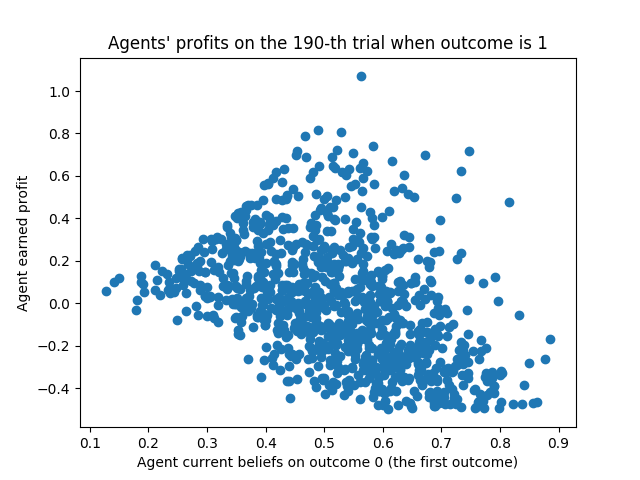 Agents' profits on the 190-th trial when outcome is 1
1.0
0.8
0.6
0.4
0.2
0.0
−0.2
−0.4
Agent earned profit
0.1 0.2 0.3 0.4 0.5 0.6 0.7 0.8 0.9
Agent current beliefs on outcome 0 (the first outcome)